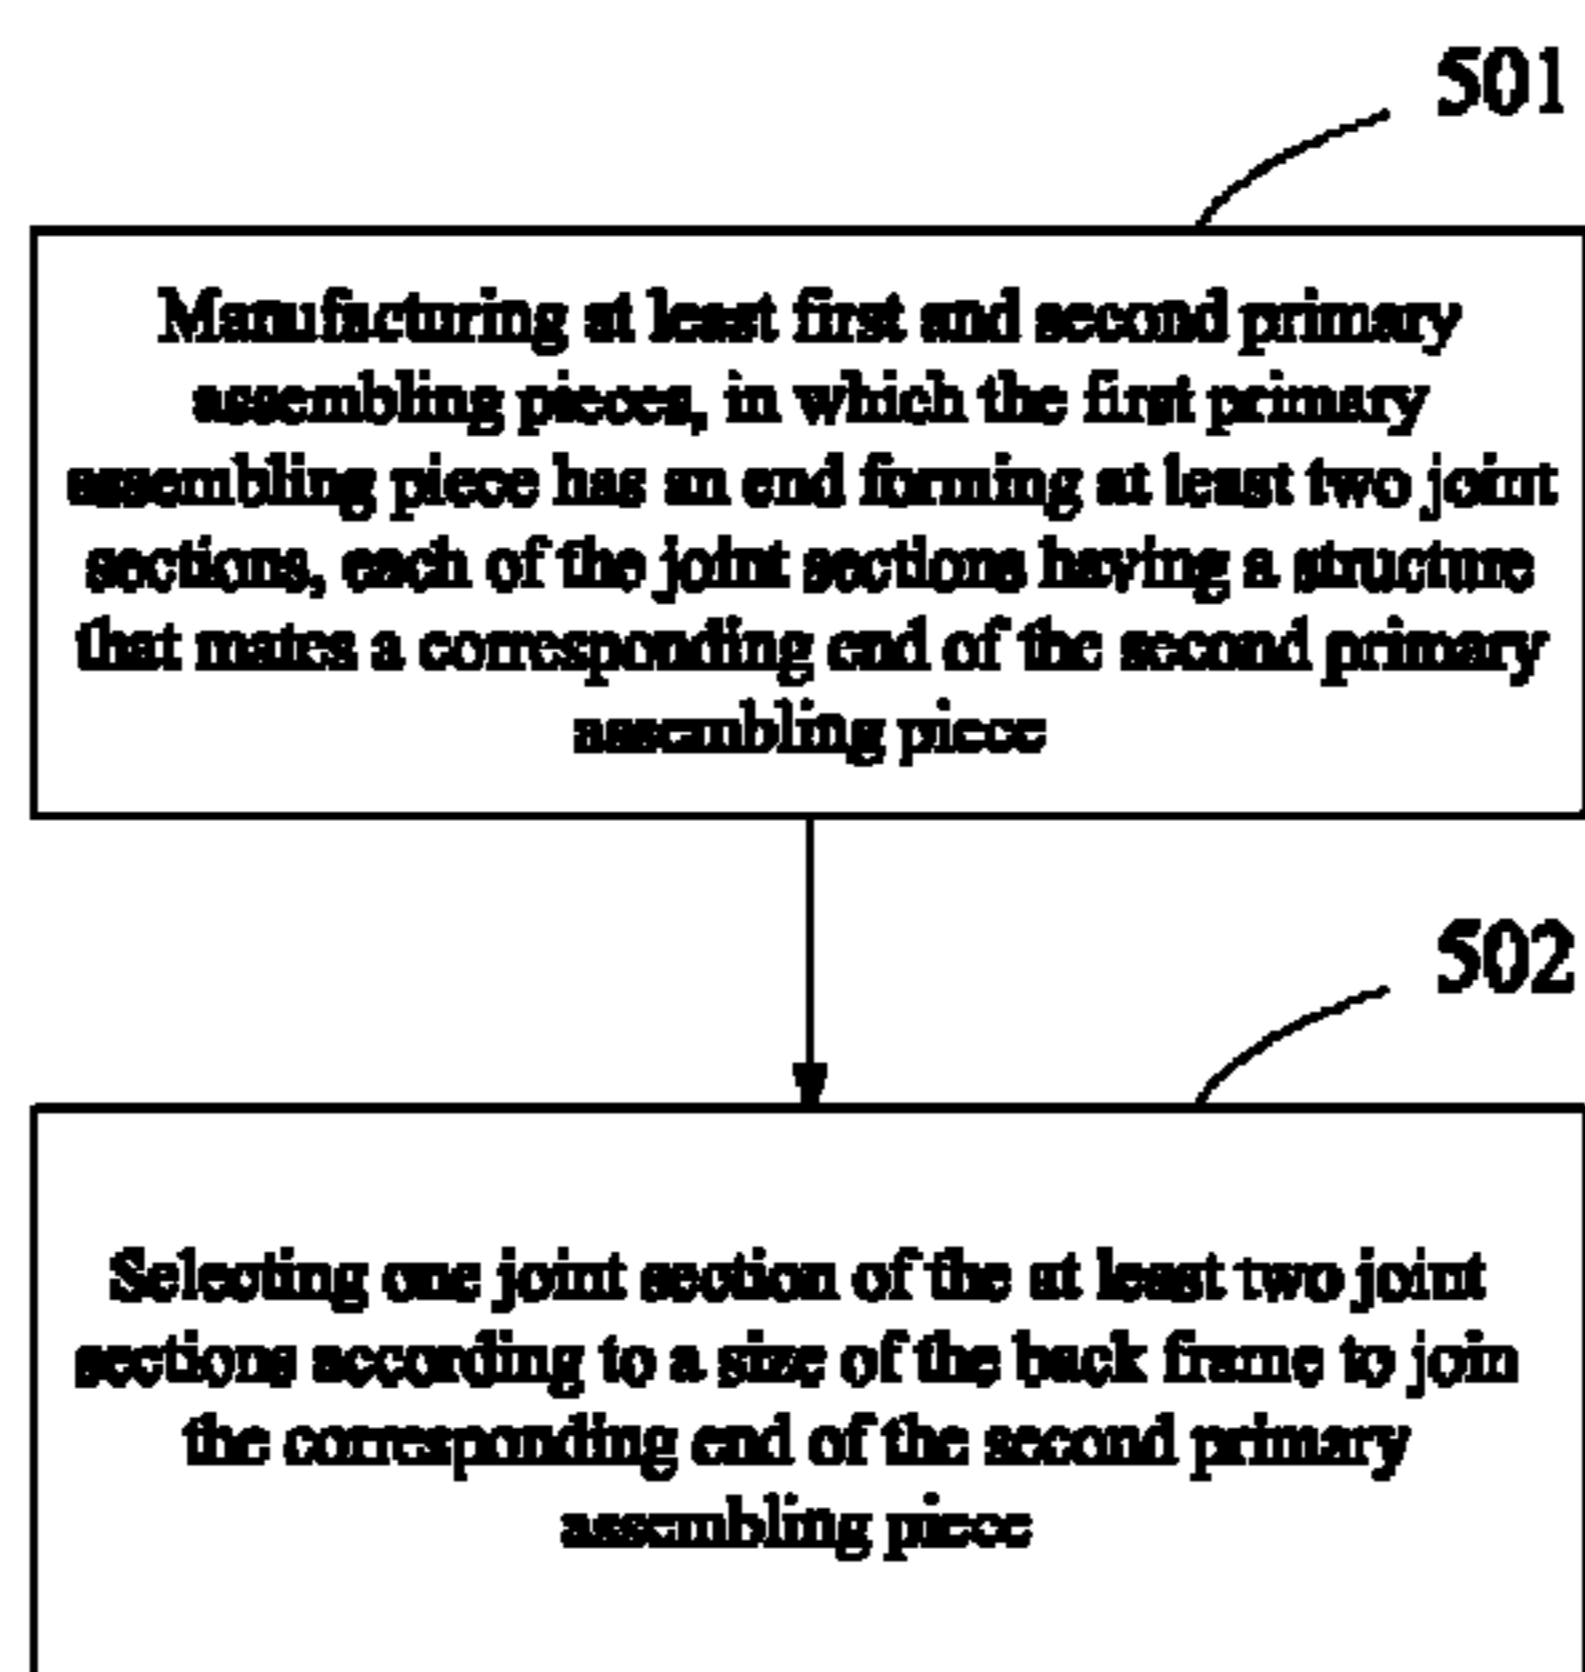 501
Manufacturing at least first and second primary
assembling pieces, in which the first primary
assembling piece has an end forming at least two joint
sections, each of the joint sections having a structure
that mates a corresponding end of the second primary
assembling piece
502
Selecting one joint section of the at least two joint
sections according to a size of the back frame to join
the corresponding end of the second primary
assembling piece